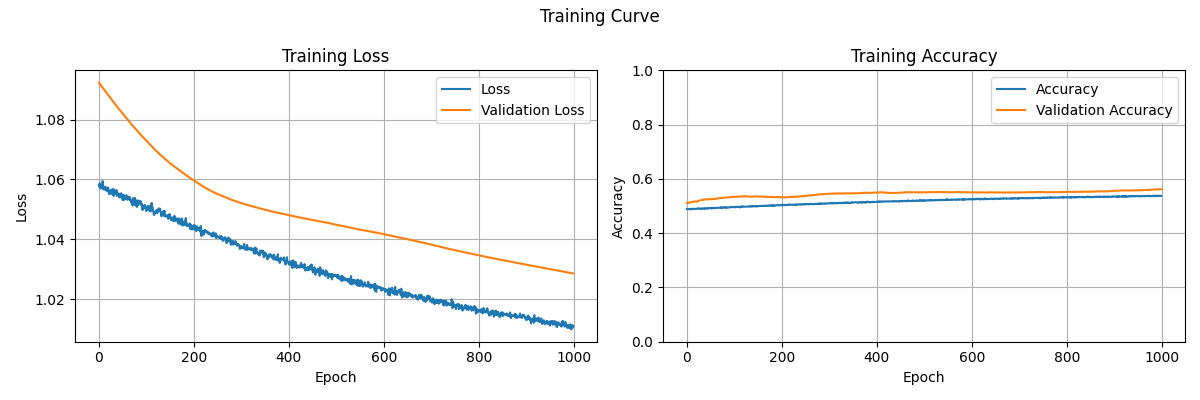 Training Curve
Training Loss
Loss
Validation Loss
1.08
1.06
1.04
1.02
Loss
0 200 400 600 800 1000
Epoch
Training Accuracy
Accuracy
Validation Accuracy
1.0
0.8
0.6
0.4
0.2
0.0
Accuracy
0 200 400 600 800 1000
Epoch